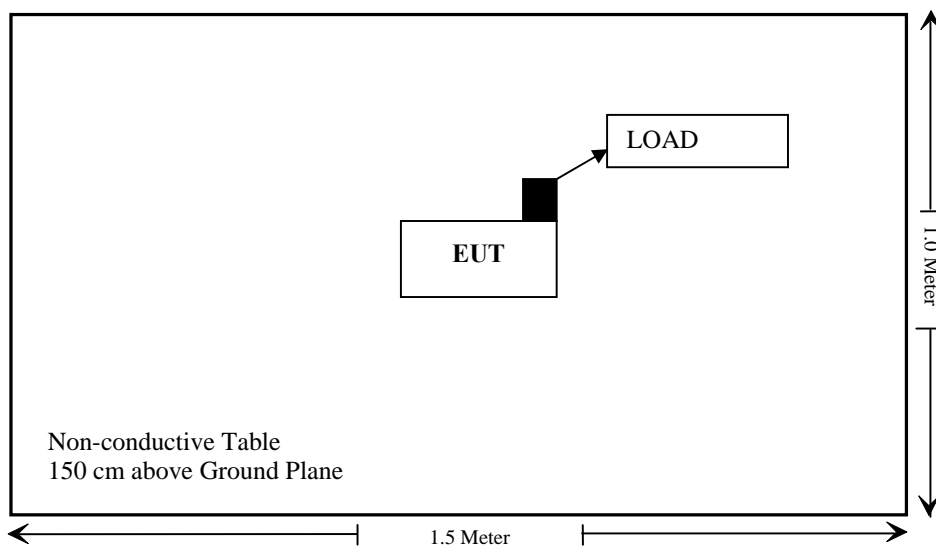 LOAD
EUT
1.0 Meter
Non-conductive Table
150 cm above Ground Plane
1.5 Meter